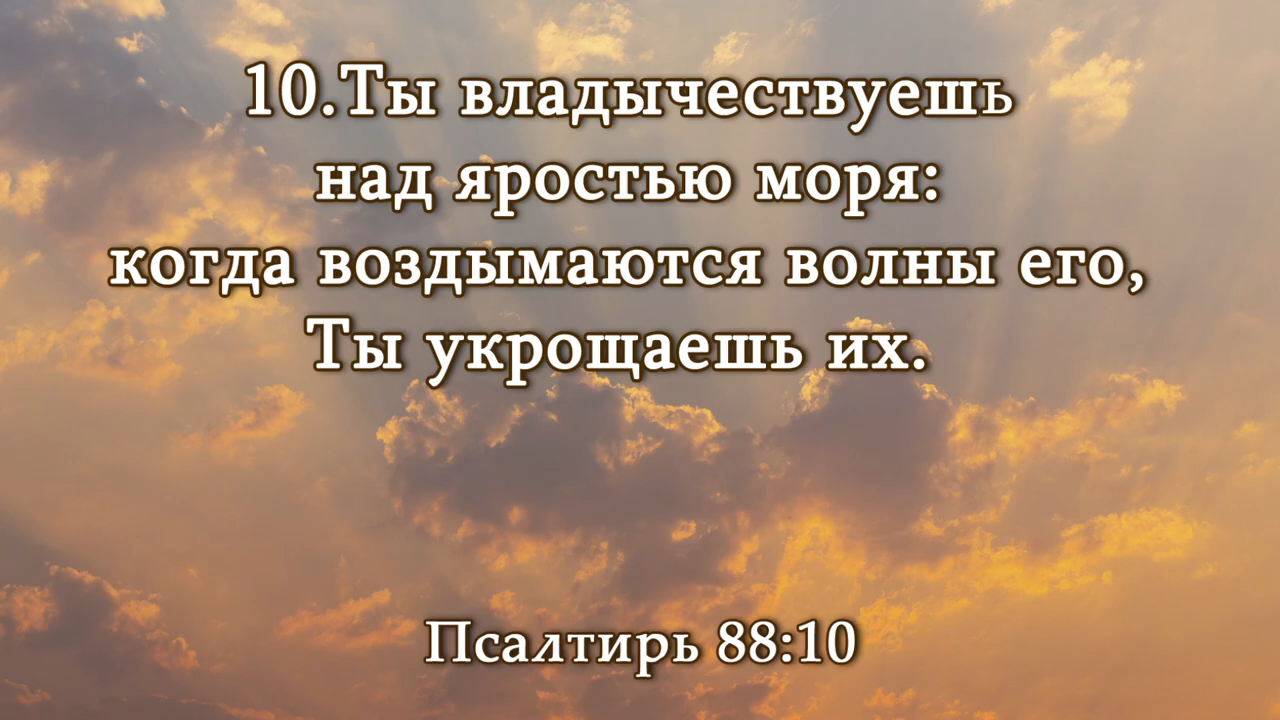 10.Ты владычествуешь
над яростью моря:
когда воздымаются волны его,
Ты укрощаешь их.
Псалтирь 88:10